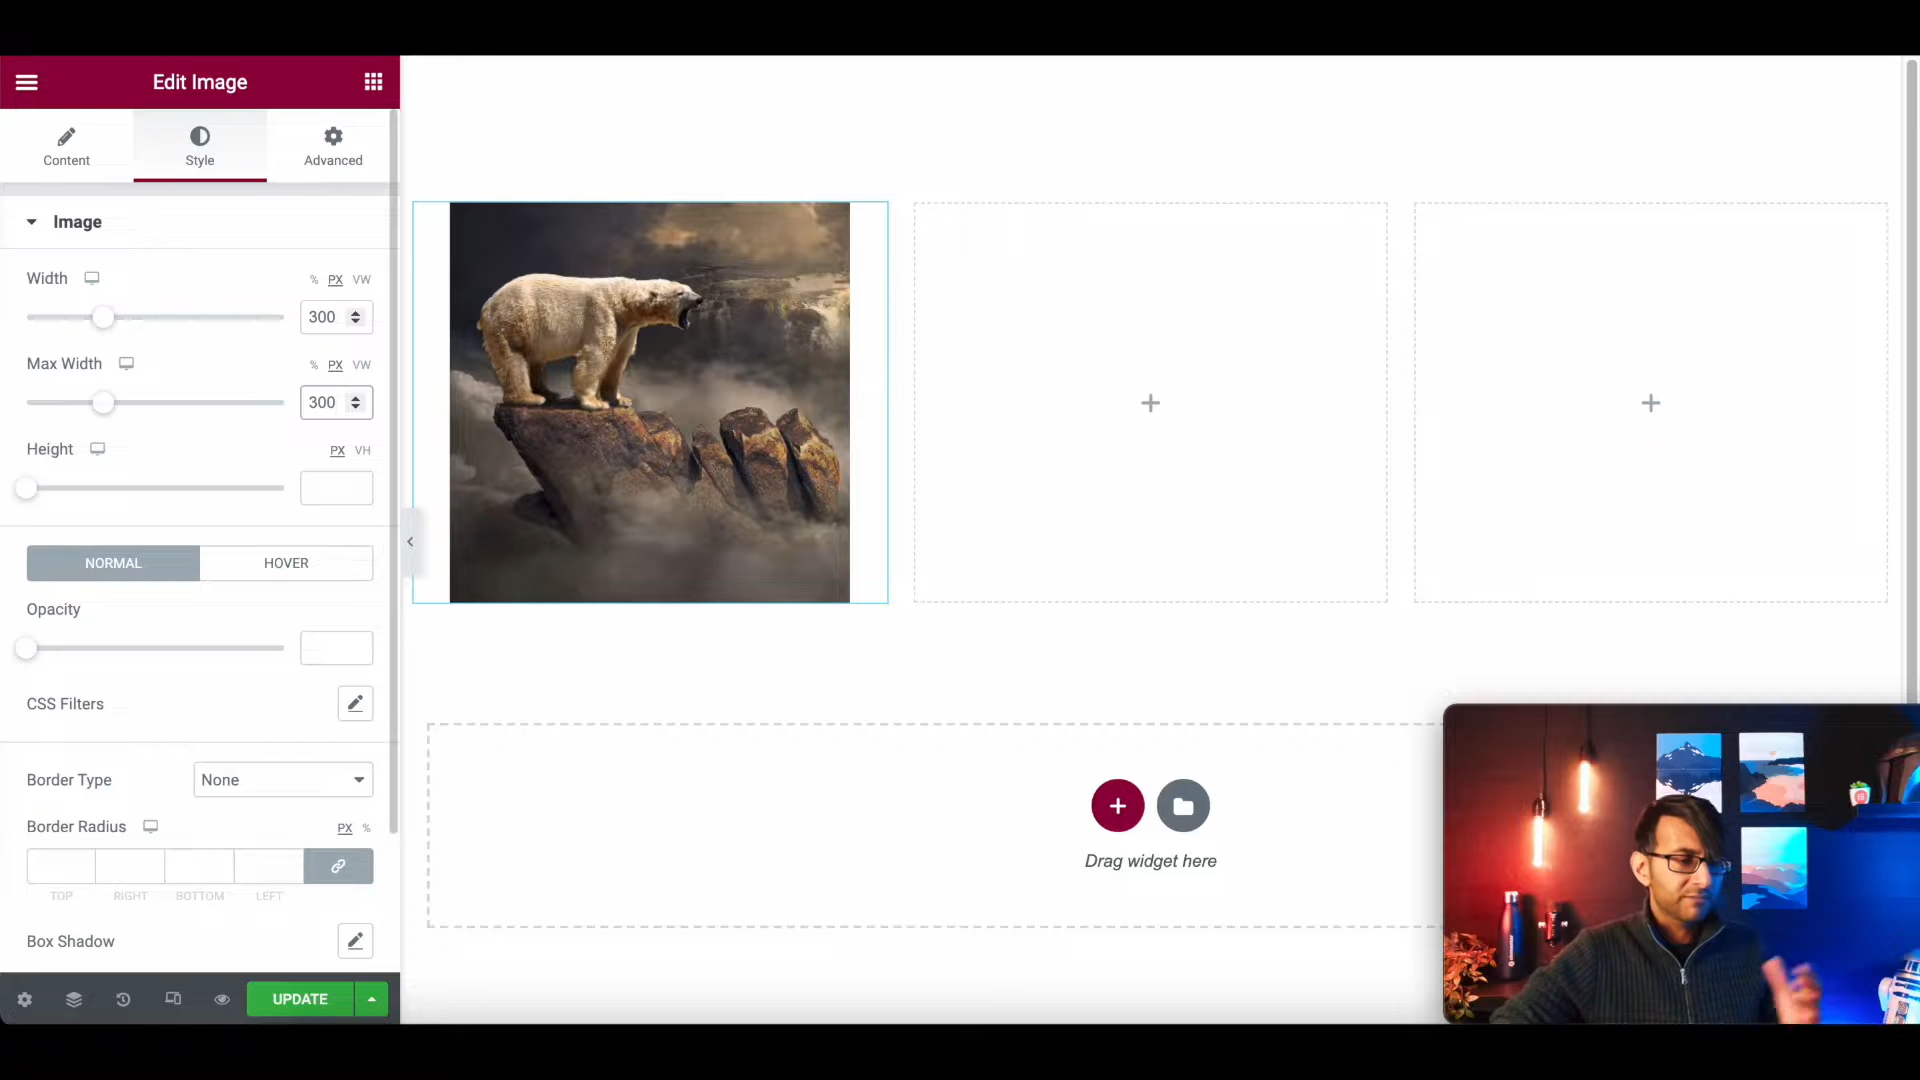 Edit Image
Content
Style
Advanced
Image
Width
% PX VW
300
Max Width
% PX VW
300
Height
PX VH
NORMAL
HOVER
Opacity
CSS Filters
Border Type
None
Border Radius
PX %
TOP RIGHT BOTTOM LEFT
Box Shadow
UPDATE
Drag widget here